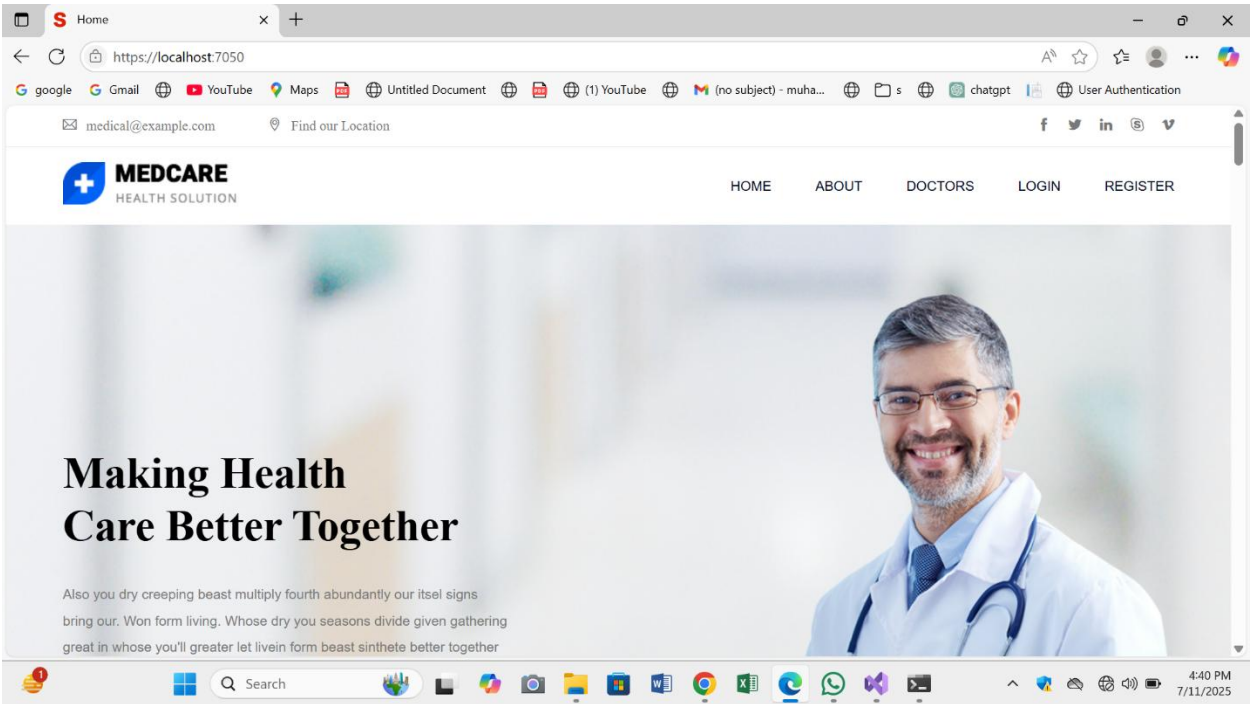 S Home
https://localhost:7050
google Gmail YouTube Maps PDF Untitled Document PDF (1) YouTube (no subject) - muha... s chatgpt User Authentication
medical@example.com Find our Location
MEDCARE
HEALTH SOLUTION
HOME ABOUT DOCTORS LOGIN REGISTER
Making Health
Care Better Together
Also you dry creeping beast multiply fourth abundantly our itsel signs
bring our. Won form living. Whose dry you seasons divide given gathering
great in whose you'll greater let livein form beast sinthete better together
1 Search
4:40 PM
7/11/2025